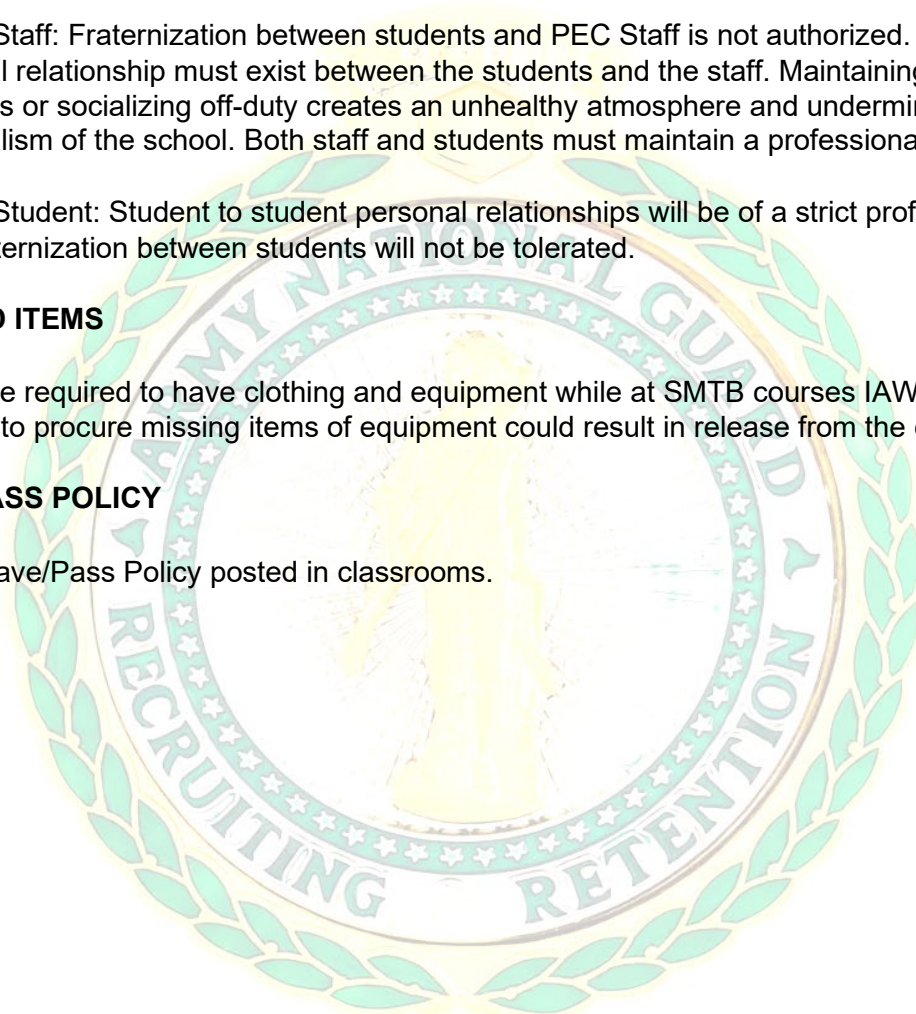 Staff: Fraternization between students and PEC Staff is not authorized.
l relationship must exist between the students and the staff. Maintaining
s or socializing off-duty creates an unhealthy atmosphere and undermi
lism of the school. Both staff and students must maintain a professiona
Student: Student to student personal relationships will be of a strict prof
ternization between students will not be tolerated.
D ITEMS
e required to have clothing and equipment while at SMTB courses IAW
to procure missing items of equipment could result in release from the
ASS POLICY
ave/Pass Policy posted in classrooms.
ARMY NATIONAL GUARD
RECRUITING RETENTION